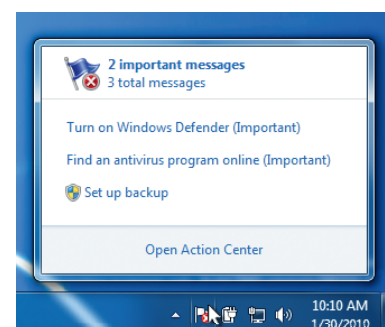 2 important messages
3 total messages
Turn on Windows Defender (Important)
Find an antivirus program online (Important)
Set up backup
Open Action Center
10:10 AM
1/30/2010